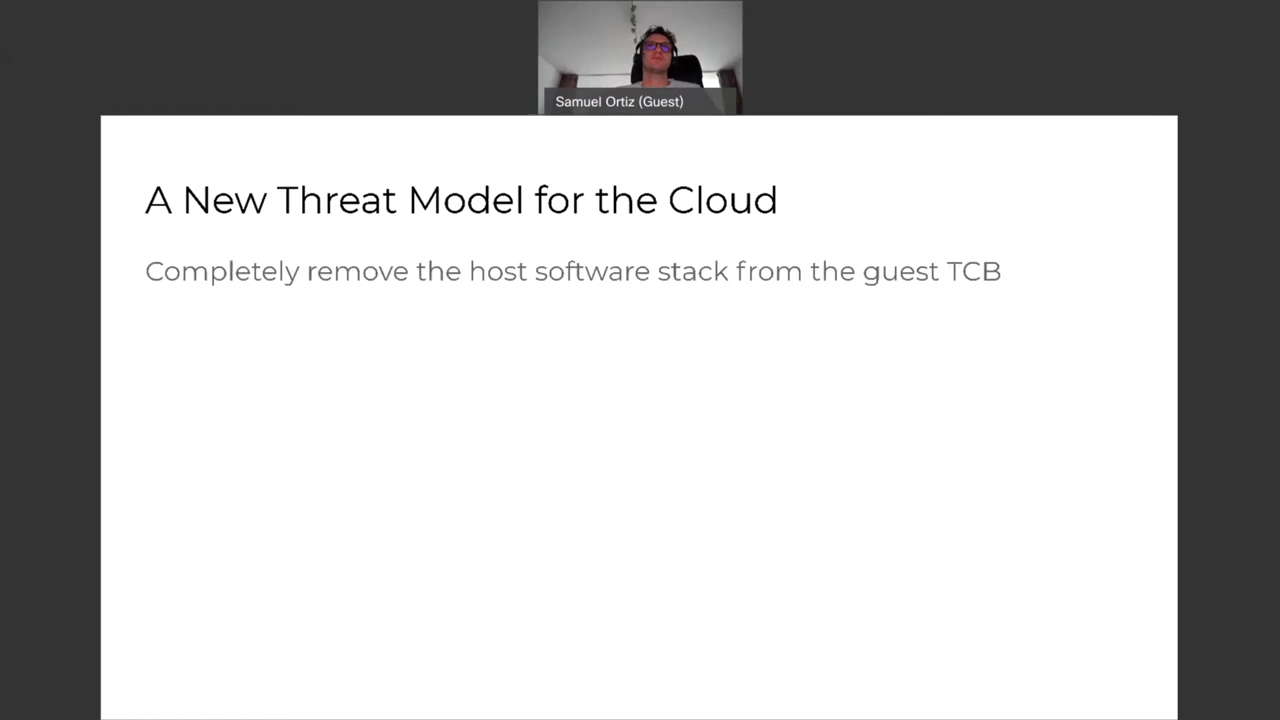 Samuel Ortiz (Guest)
A New Threat Model for the Cloud
Completely remove the host software stack from the guest TCB